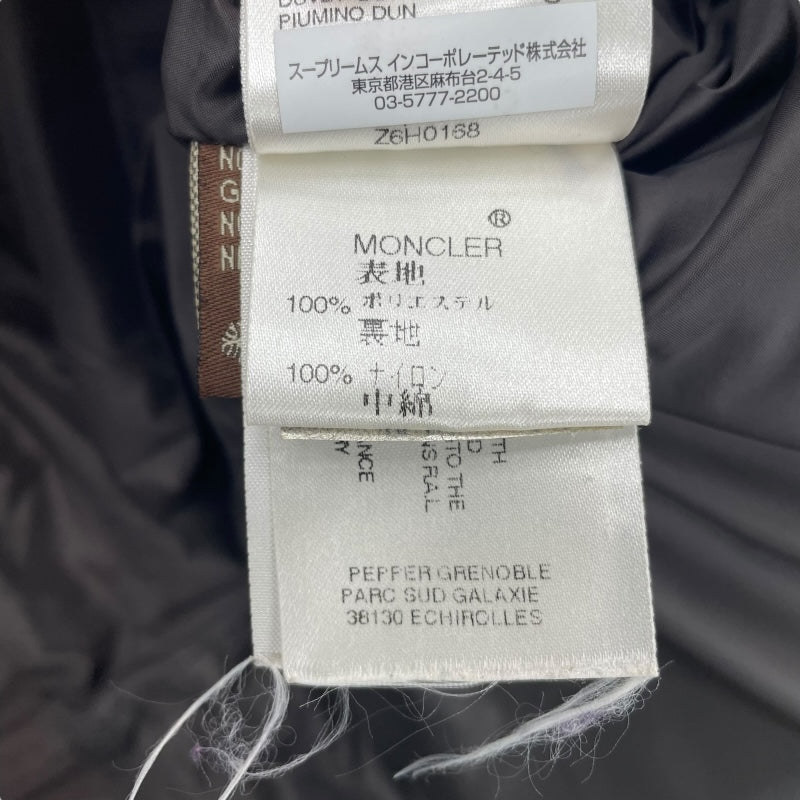 PIUMINO DUN
スープリームス インコーポレーテッド株式会社
東京都港区麻布台2-4-5
03-5777-2200
Z6H0168
MONCLER®
表地
100% ポリエステル
裏地
100% ナイロン
中綿
TO THE
PEPPER GRENOBLE
PARC SUD GALAXIE
38130 ECHIROLLES